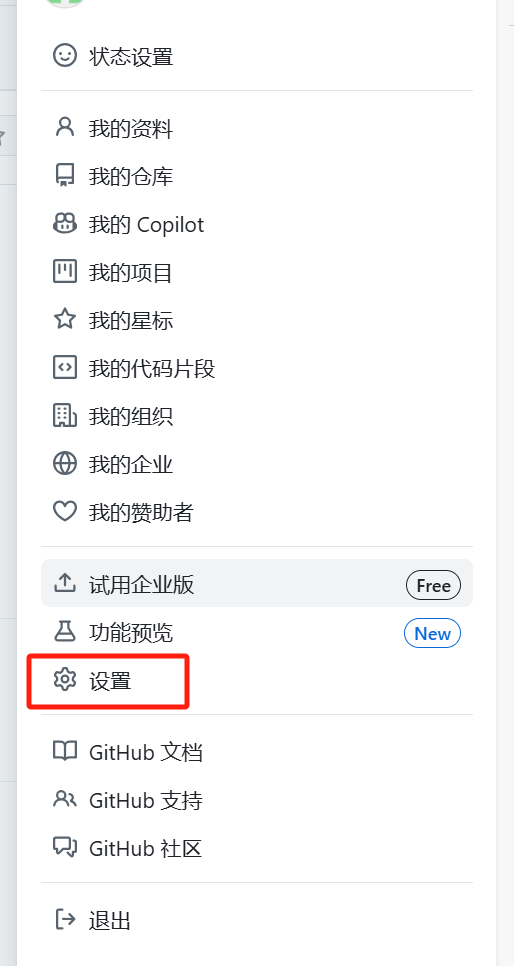 状态设置
我的资料
我的仓库
我的 Copilot
我的项目
我的星标
我的代码片段
我的组织
我的企业
我的赞助者
试用企业版 Free
功能预览 New
设置
GitHub 文档
GitHub 支持
GitHub 社区
退出